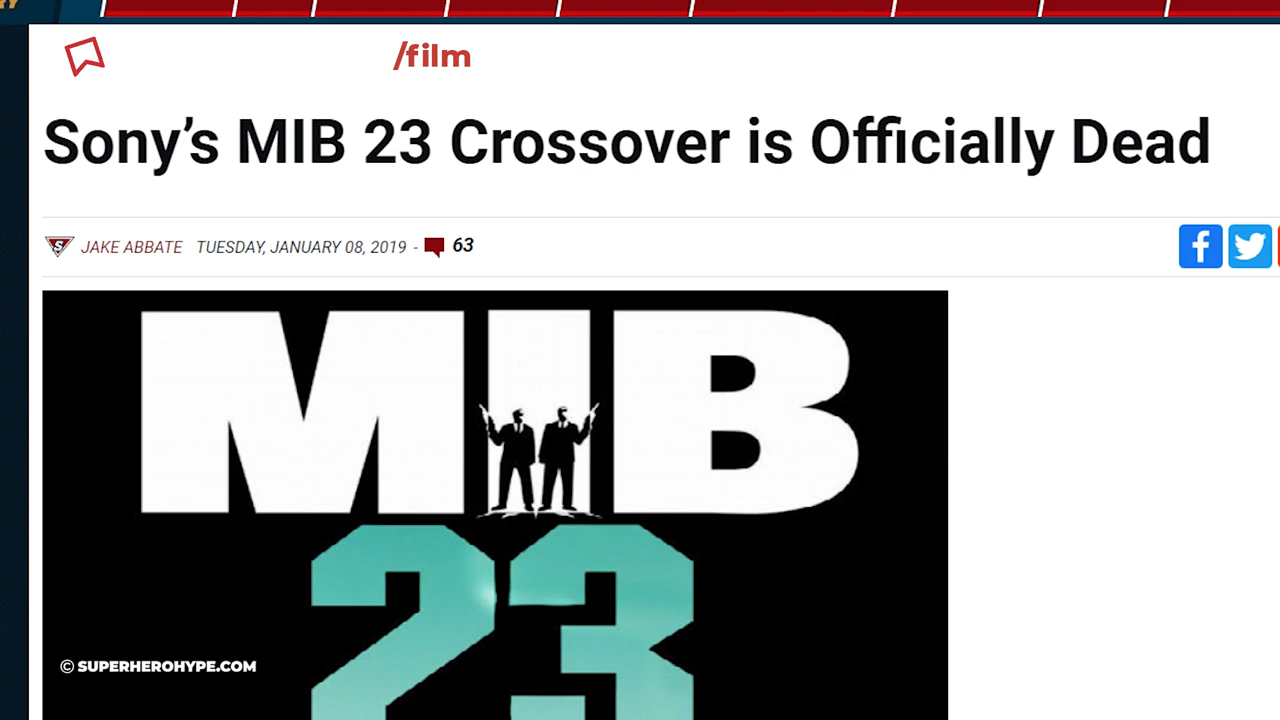 /film
Sony’s MIB 23 Crossover is Officially Dead
JAKE ABBATE TUESDAY, JANUARY 08, 2019 - 63
MIB
23
© SUPERHEROHYPE.COM